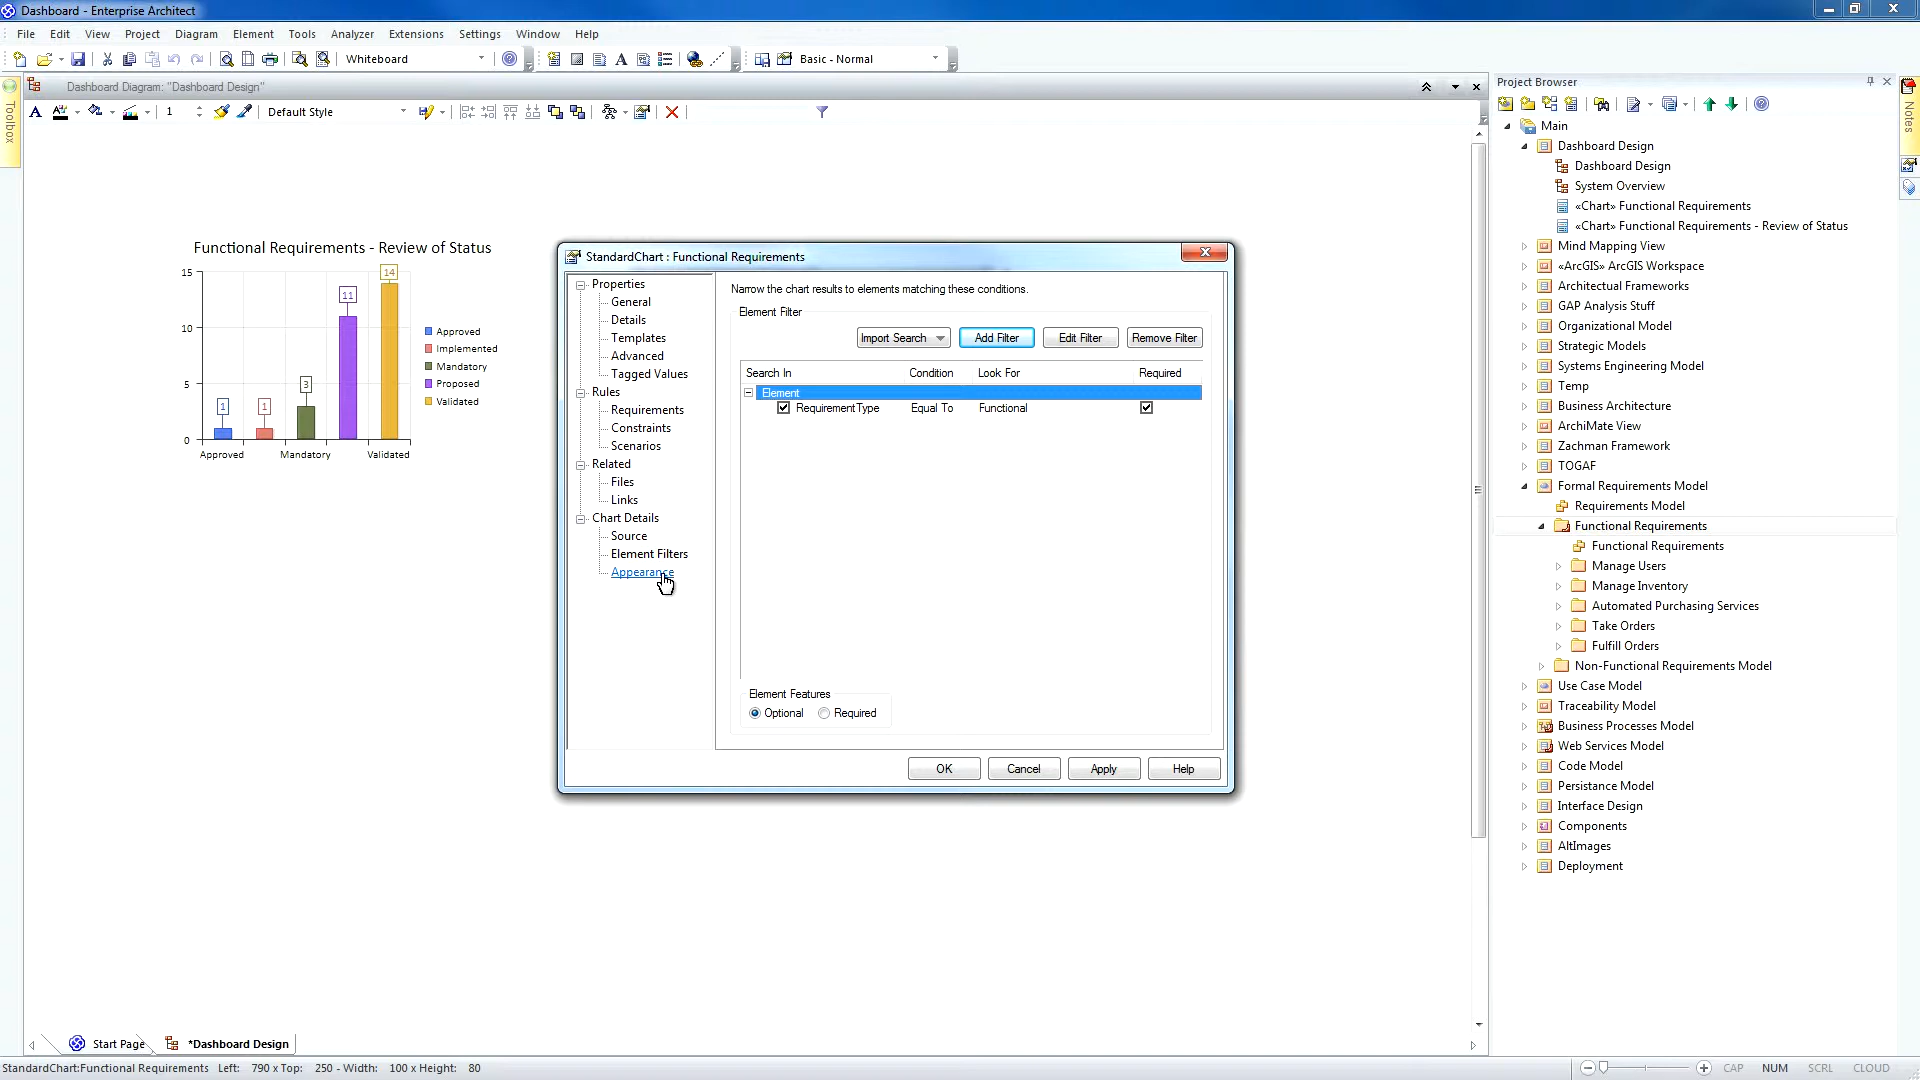 Dashboard - Enterprise Architect
File Edit View Project Diagram Element Tools Analyzer Extensions Settings Window Help
Whiteboard
Basic - Normal
Dashboard Diagram: "Dashboard Design"
1
Default Style
Toolbox
Functional Requirements - Review of Status
15
10
5
0
1
1
3
11
14
Approved
Mandatory
Validated
Approved
Implemented
Mandatory
Proposed
Validated
StandardChart : Functional Requirements
Properties
General
Details
Templates
Advanced
Tagged Values
Rules
Requirements
Constraints
Scenarios
Related
Files
Links
Chart Details
Source
Element Filters
Appearance
Narrow the chart results to elements matching these conditions.
Element Filter
Import Search
Add Filter
Edit Filter
Remove Filter
Search In Condition Look For Required
Element
RequirementType Equal To Functional
Element Features
Optional Required
OK Cancel Apply Help
Project Browser
Notes
Main
Dashboard Design
Dashboard Design
System Overview
«Chart» Functional Requirements
«Chart» Functional Requirements - Review of Status
Mind Mapping View
«ArcGIS» ArcGIS Workspace
Architectual Frameworks
GAP Analysis Stuff
Organizational Model
Strategic Models
Systems Engineering Model
Temp
Business Architecture
ArchiMate View
Zachman Framework
TOGAF
Formal Requirements Model
Requirements Model
Functional Requirements
Functional Requirements
Manage Users
Manage Inventory
Automated Purchasing Services
Take Orders
Fulfill Orders
Non-Functional Requirements Model
Use Case Model
Traceability Model
Business Processes Model
Web Services Model
Code Model
Persistance Model
Interface Design
Components
AltImages
Deployment
Start Page
*Dashboard Design
StandardChart:Functional Requirements Left: 790 x Top: 250 - Width: 100 x Height: 80
CAP NUM SCRL CLOUD